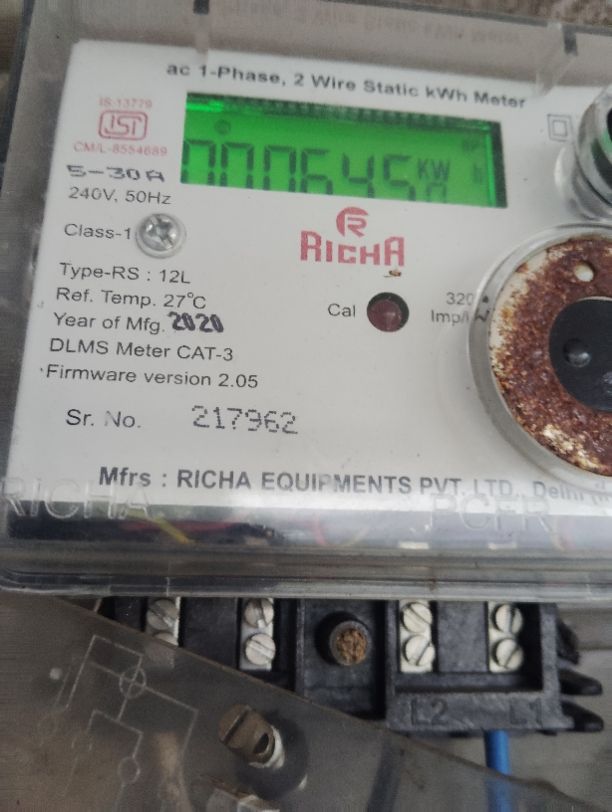 ac 1-Phase, 2 Wire Static kWh Meter
IS:13779
ISI
CM/L-8554689
000645
KW
5-30A
240V, 50Hz
Class-1
RICHA
Type-RS : 12L
Ref. Temp. 27°C
Cal
320
Imp/
Year of Mfg. 2020
DLMS Meter CAT-3
Firmware version 2.05
Sr. No. 217962
Mfrs : RICHA EQUIPMENTS PVT. LTD., Delhi
RICHA
L2 L1